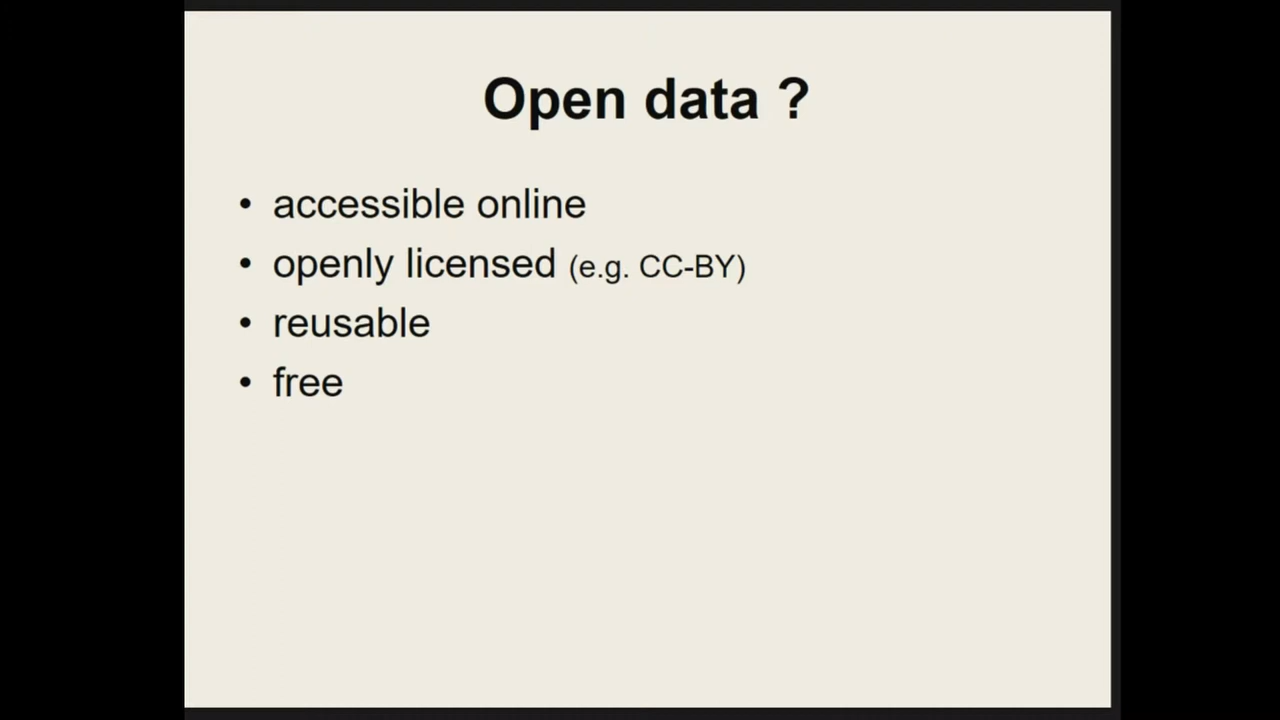 Open data ?
• accessible online
• openly licensed (e.g. CC-BY)
• reusable
• free